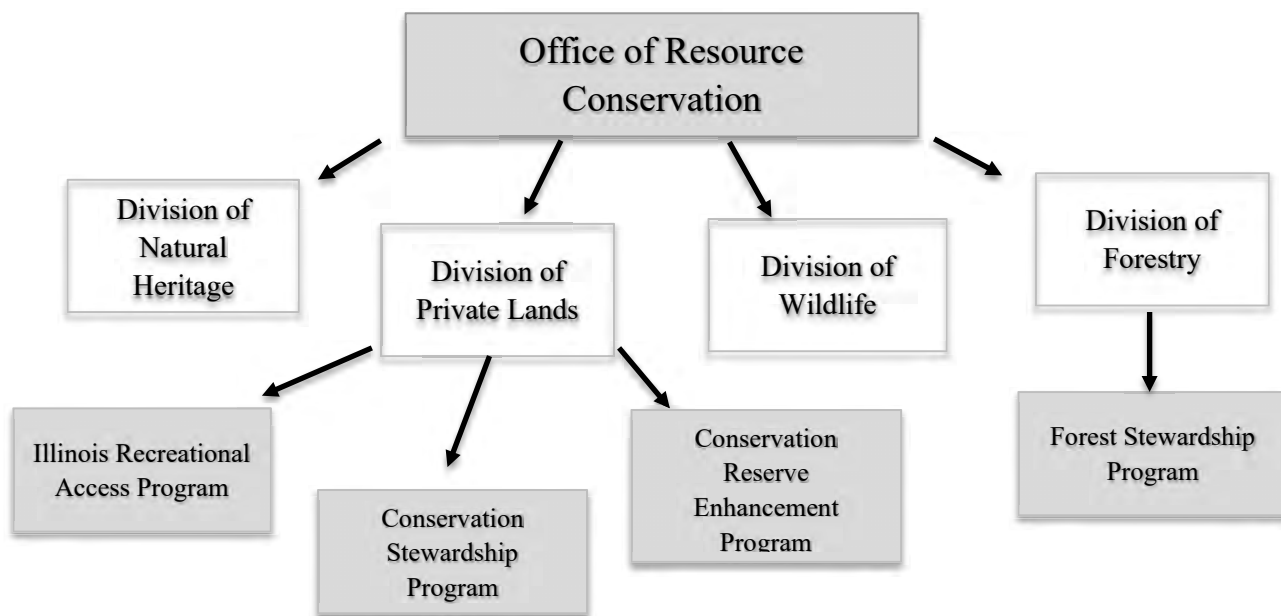 Office of Resource
Conservation
Division of
Natural
Heritage
Division of
Private Lands
Division of
Wildlife
Division of
Forestry
Illinois Recreational
Access Program
Conservation
Stewardship
Program
Conservation
Reserve
Enhancement
Program
Forest Stewardship
Program